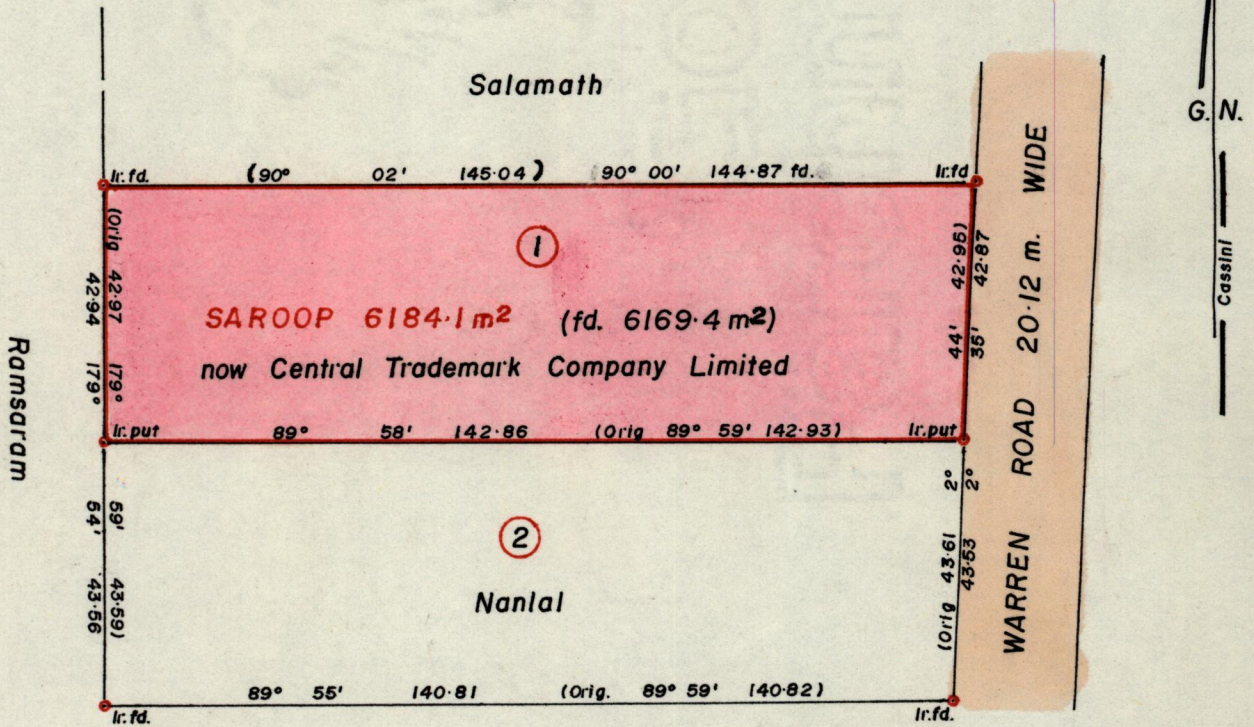 Salamath
G. N.
Cassini
Ir. fd.
(90° 02' 145·04) (90° 00' 144·87 fd.
Ir. fd
1
(Orig 42·97 179° 59' 43·59)
42·94 179° 54' 43·56
SAROOP 6184·1 m² (fd. 6169·4 m²)
now Central Trademark Company Limited
(Orig 43·61 2° 44' 42·95)
43·53 2° 35' 42·87
WARREN ROAD 20·12 m. WIDE
Ramsaram
Ir. put
89° 58' 142·86 (Orig 89° 59' 142·93)
Ir. put
2
Nanlal
89° 55' 140·81 (Orig. 89° 59' 140·82)
Ir. fd.
Ir. fd.